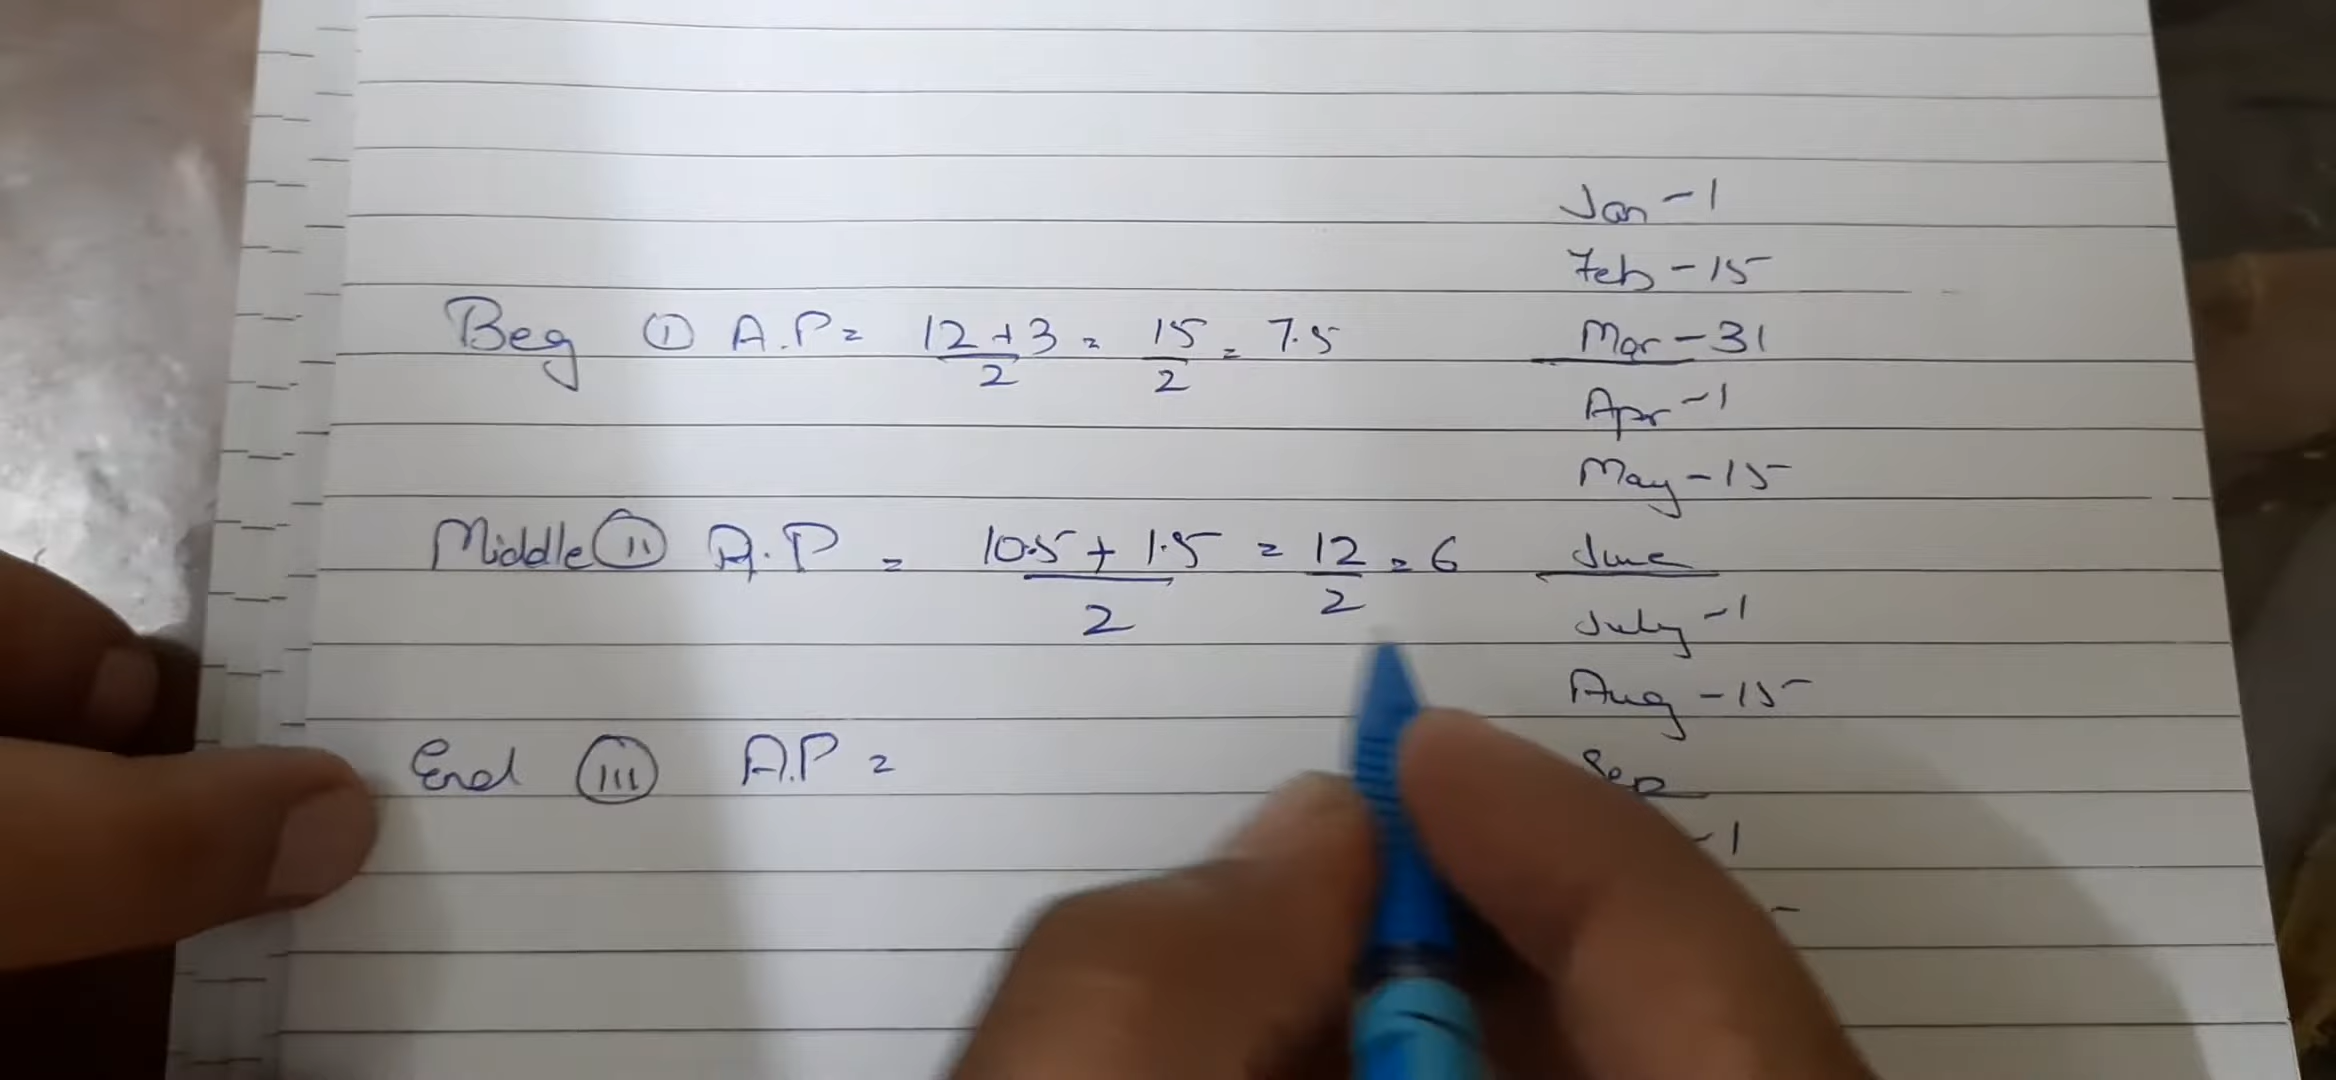 Jan - 1
Feb - 15
Beg (i) A.P = 12 + 3 / 2 = 15 / 2 = 7.5
Mar - 31
Apr - 1
May - 15
Middle (ii) A.P = 10.5 + 1.5 / 2 = 12 / 2 = 6
June
July - 1
Aug - 15
End (iii) A.P =
Sep
- 1